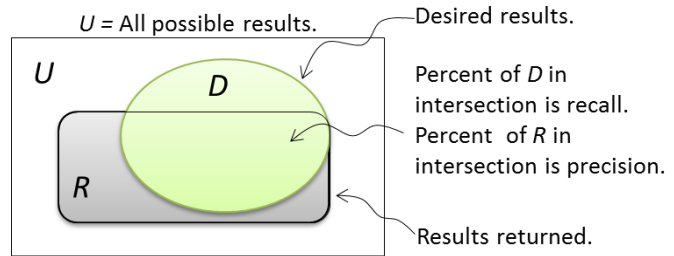 U = All possible results.
Desired results.
U
D
Percent of D in
intersection is recall.
Percent of R in
intersection is precision.
R
Results returned.